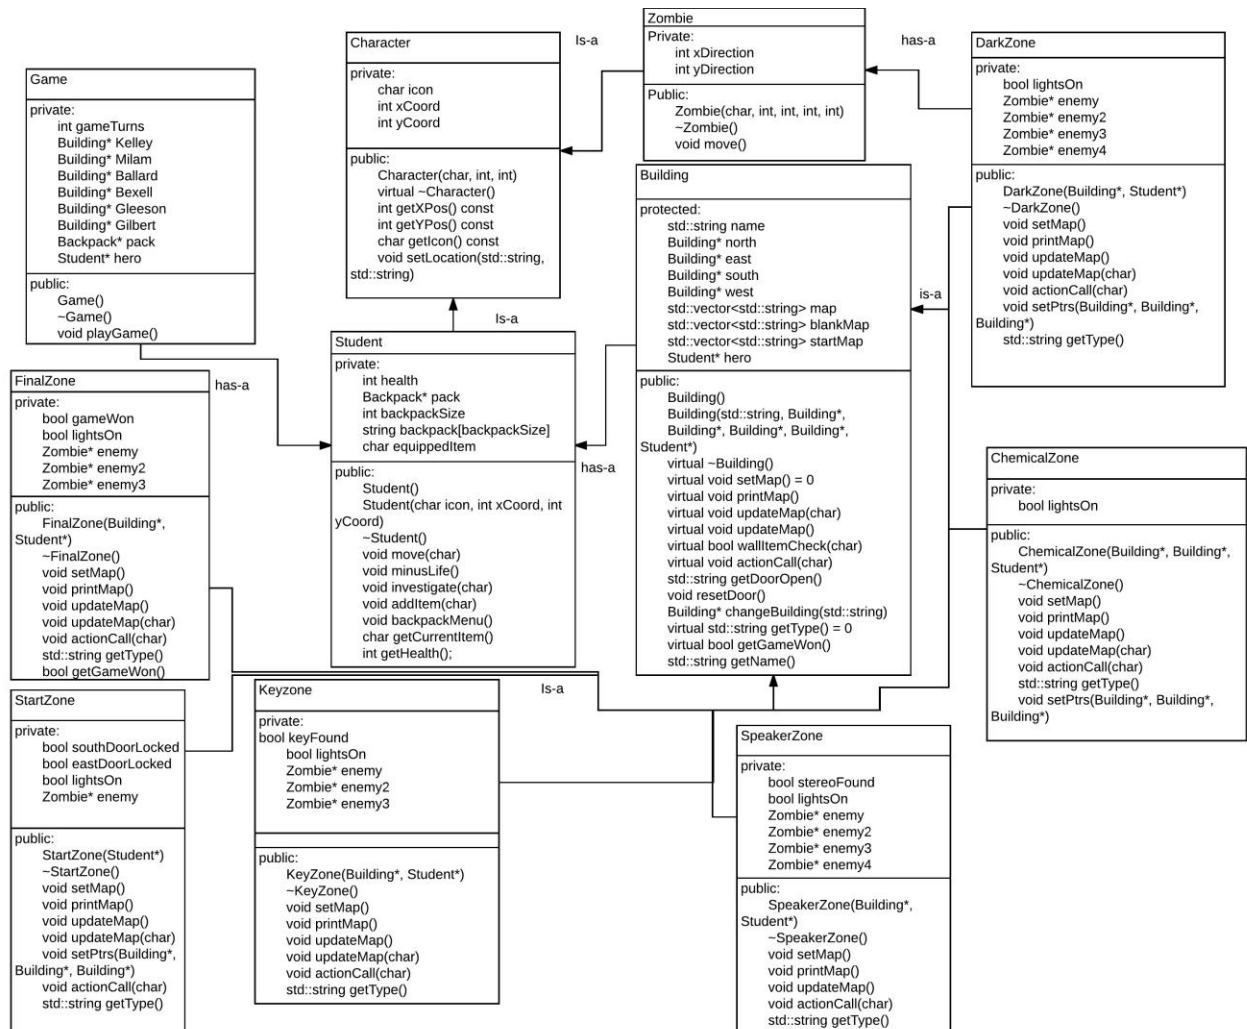 Game
private:
int gameTurns
Building* Kelley
Building* Milam
Building* Ballard
Building* Bexell
Building* Gleeson
Building* Gilbert
Backpack* pack
Student* hero
public:
Game()
~Game()
void playGame()
Character
private:
char icon
int xCoord
int yCoord
public:
Character(char, int, int)
virtual ~Character()
int getXPos() const
int getYPos() const
char getIcon() const
void setLocation(std::string,
std::string)
Is-a
Zombie
Private:
int xDirection
int yDirection
Public:
Zombie(char, int, int, int, int)
~Zombie()
void move()
has-a
DarkZone
private:
bool lightsOn
Zombie* enemy
Zombie* enemy2
Zombie* enemy3
Zombie* enemy4
public:
DarkZone(Building*, Student*)
~DarkZone()
void setMap()
void printMap()
void updateMap()
void updateMap(char)
void actionCall(char)
void setPtrs(Building*, Building*,
Building*)
std::string getType()
Building
protected:
std::string name
Building* north
Building* east
Building* south
Building* west
std::vector<std::string> map
std::vector<std::string> blankMap
std::vector<std::string> startMap
Student* hero
public:
Building()
Building(std::string, Building*,
Building*, Building*, Building*,
Student*)
virtual ~Building()
virtual void setMap() = 0
virtual void printMap()
virtual void updateMap(char)
virtual void updateMap()
virtual bool wallItemCheck(char)
virtual void actionCall(char)
std::string getDoorOpen()
void resetDoor()
Building* changeBuilding(std::string)
virtual std::string getType() = 0
virtual bool getGameWon()
std::string getName()
is-a
Is-a
Student
private:
int health
Backpack* pack
int backpackSize
string backpack[backpackSize]
char equippedItem
public:
Student()
Student(char icon, int xCoord, int
yCoord)
~Student()
void move(char)
void minusLife()
void investigate(char)
void addItem(char)
void backpackMenu()
char getCurrentItem()
int getHealth();
has-a
has-a
FinalZone
private:
bool gameWon
bool lightsOn
Zombie* enemy
Zombie* enemy2
Zombie* enemy3
public:
FinalZone(Building*,
Student*)
~FinalZone()
void setMap()
void printMap()
void updateMap()
void updateMap(char)
void actionCall(char)
std::string getType()
bool getGameWon()
ChemicalZone
private:
bool lightsOn
public:
ChemicalZone(Building*, Building*,
Student*)
~ChemicalZone()
void setMap()
void printMap()
void updateMap()
void updateMap(char)
void actionCall(char)
std::string getType()
void setPtrs(Building*, Building*,
Building*)
StartZone
private:
bool southDoorLocked
bool eastDoorLocked
bool lightsOn
Zombie* enemy
public:
StartZone(Student*)
~StartZone()
void setMap()
void printMap()
void updateMap()
void updateMap(char)
void setPtrs(Building*,
Building*, Building*)
void actionCall(char)
std::string getType()
Is-a
Keyzone
private:
bool keyFound
bool lightsOn
Zombie* enemy
Zombie* enemy2
Zombie* enemy3
public:
KeyZone(Building*, Student*)
~KeyZone()
void setMap()
void printMap()
void updateMap()
void updateMap(char)
void actionCall(char)
std::string getType()
SpeakerZone
private:
bool stereoFound
bool lightsOn
Zombie* enemy
Zombie* enemy2
Zombie* enemy3
Zombie* enemy4
public:
SpeakerZone(Building*,
Student*)
~SpeakerZone()
void setMap()
void printMap()
void updateMap()
void actionCall(char)
std::string getType()